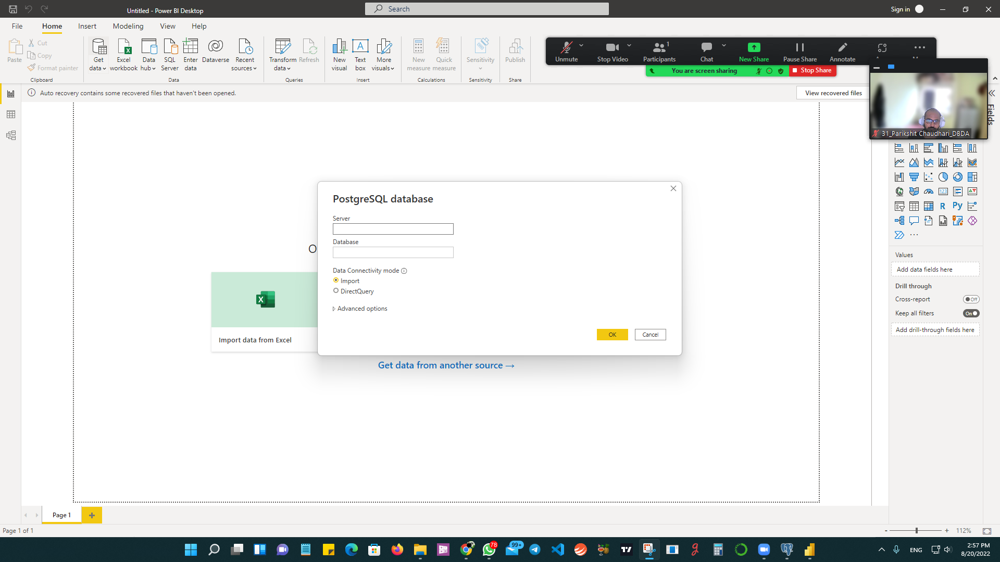 Untitled - Power BI Desktop
Search
Sign in
File
Home
Insert
Modeling
View
Help
Paste
Cut
Copy
Format painter
Clipboard
Get data
Excel workbook
Data hub
SQL Server
Enter data
Dataverse
Recent sources
Data
Transform data
Refresh
Queries
New visual
Text box
More visuals
Insert
New measure
Quick measure
Calculations
Sensitivity
Sensitivity
Publish
Share
Unmute
Stop Video
Participants
1
Chat
New Share
Pause Share
Annotate
You are screen sharing
Stop Share
31_Parikshit Chaudhari_DBDA
Auto recovery contains some recovered files that haven't been opened.
View recovered files
Fields
PostgreSQL database
Server
Database
Data Connectivity mode
Import
DirectQuery
Advanced options
OK
Cancel
O
Import data from Excel
Get data from another source →
R
Py
123
Values
Add data fields here
Drill through
Cross-report
Off
Keep all filters
On
Add drill-through fields here
Page 1
Page 1 of 1
- + 112%
78
99+
ENG
2:57 PM
8/20/2022